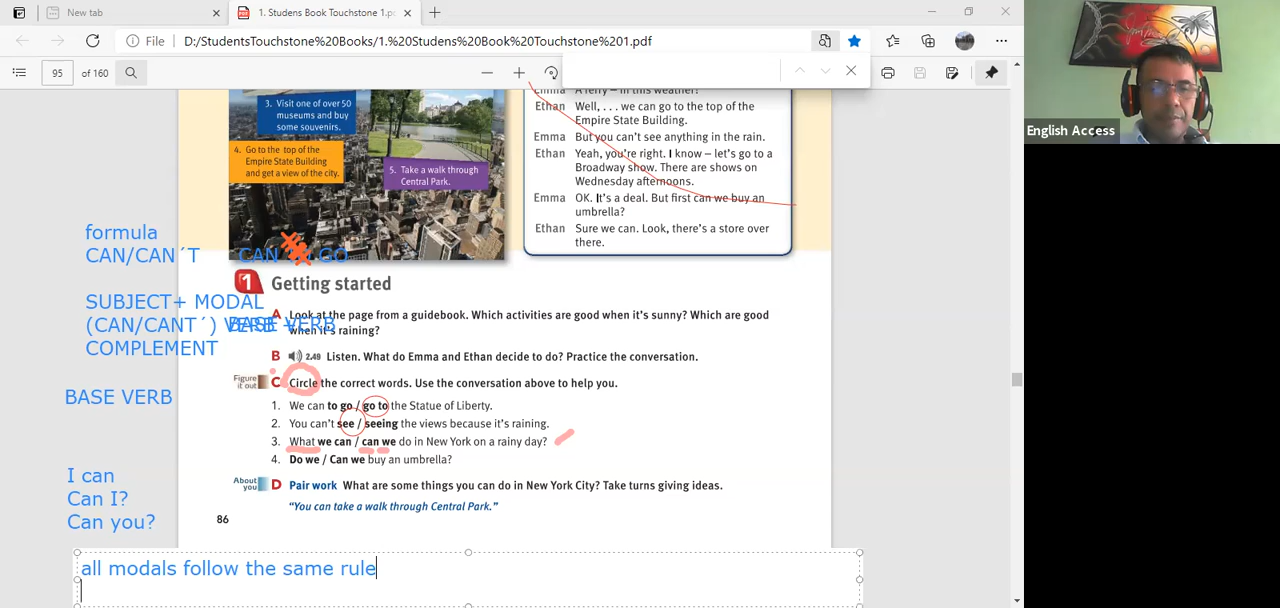 New tab
1. Studens Book Touchstone 1.pc
File
D:/StudentsTouchstone%20Books/1.%20Studens%20Book%20Touchstone%201.pdf
95 of 160
English Access
3. Visit one of over 50
museums and buy
some souvenirs.
4. Go to the top of the
Empire State Building
and get a view of the city.
5. Take a walk through
Central Park.
Emma A ferry – in this weather?
Ethan Well, . . . we can go to the top of the
Empire State Building.
Emma But you can't see anything in the rain.
Ethan Yeah, you're right. I know – let's go to a
Broadway show. There are shows on
Wednesday afternoons.
Emma OK. It's a deal. But first can we buy an
umbrella?
Ethan Sure we can. Look, there's a store over
there.
formula
CAN/CAN´T CAN GO
SUBJECT+ MODAL
(CAN/CANT´) VERB +
BASE VERB
COMPLEMENT
BASE VERB
I can
Can I?
Can you?
1 Getting started
A Look at the page from a guidebook. Which activities are good when it's sunny? Which are good
when it's raining?
B 2.49 Listen. What do Emma and Ethan decide to do? Practice the conversation.
Figure
it out
C Circle the correct words. Use the conversation above to help you.
1. We can to go / go to the Statue of Liberty.
2. You can't see / seeing the views because it's raining.
3. What we can / can we do in New York on a rainy day?
4. Do we / Can we buy an umbrella?
About
you
D Pair work What are some things you can do in New York City? Take turns giving ideas.
"You can take a walk through Central Park."
86
all modals follow the same rule